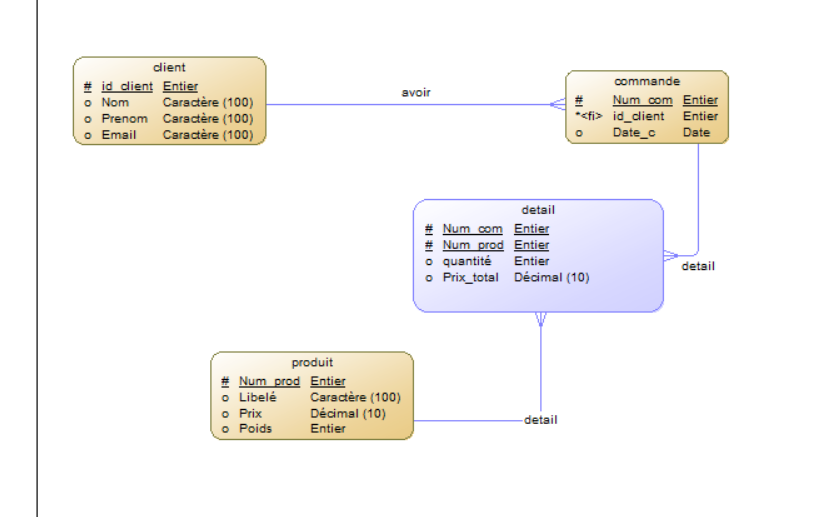 client
# id_client Entier
o Nom Caractère (100)
o Prenom Caractère (100)
o Email Caractère (100)
avoir
commande
# Num_com Entier
*<fi> id_client Entier
o Date_c Date
detail
# Num_com Entier
# Num_prod Entier
o quantité Entier
o Prix_total Décimal (10)
detail
produit
# Num_prod Entier
o Libelé Caractère (100)
o Prix Décimal (10)
o Poids Entier
detail